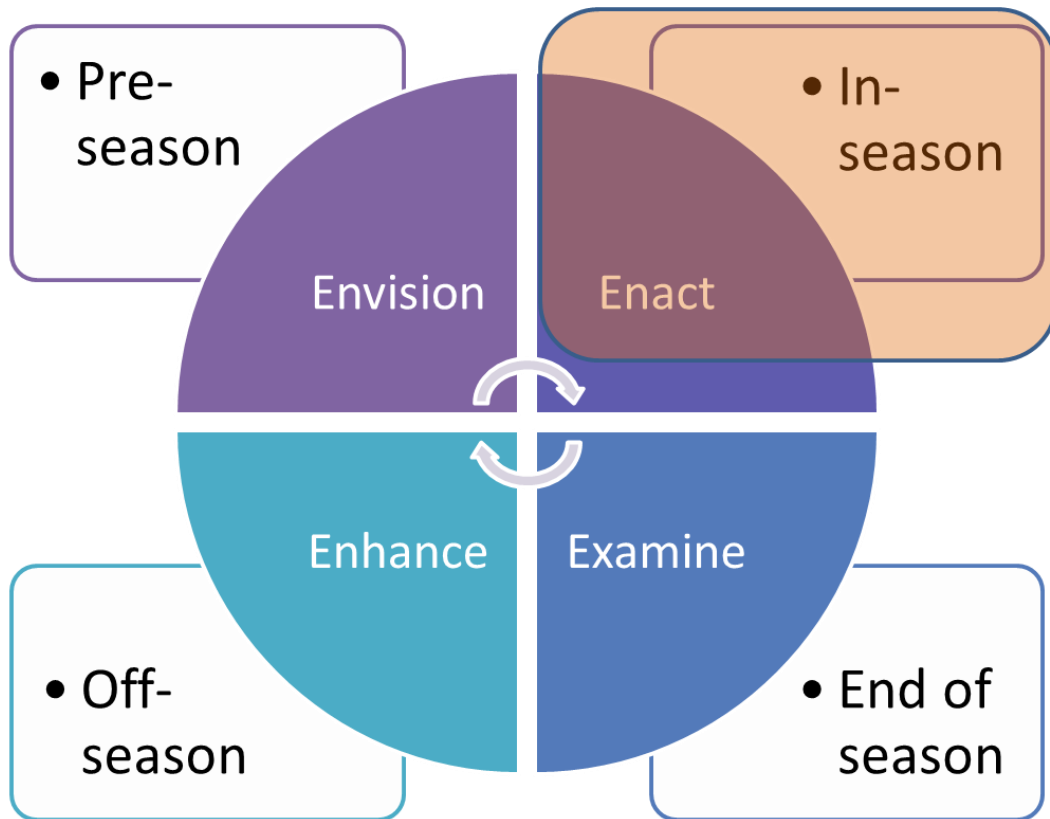 • Pre-
season
• In-
season
Envision
Enact
Enhance
Examine
• Off-
season
• End of
season